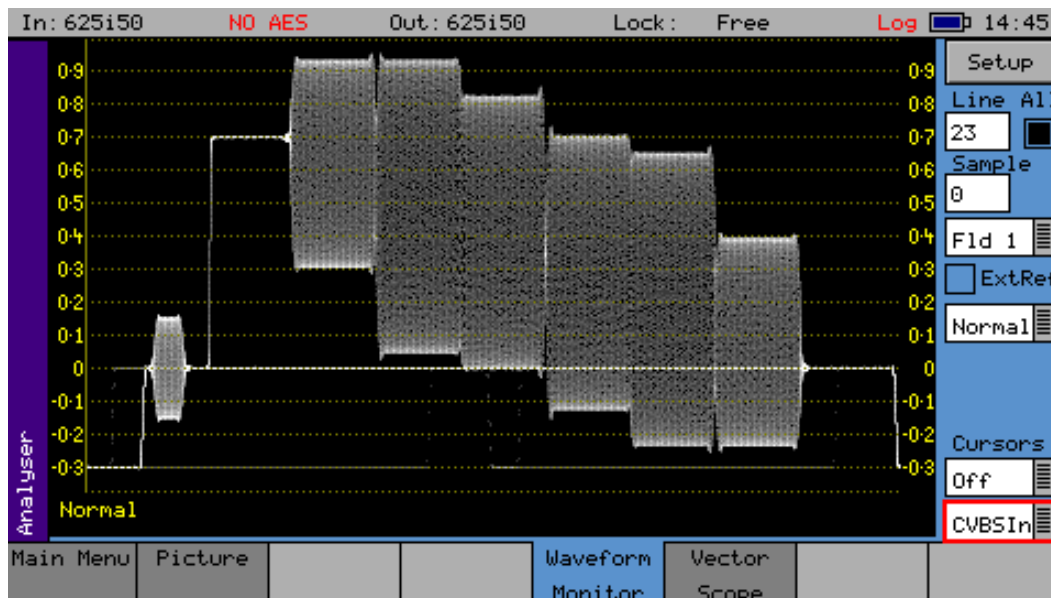 In: 625i50 NO AES Out: 625i50 Lock: Free Log 14:45
Analyser
0·9 0·9
0·8 0·8
0·7 0·7
0·6 0·6
0·5 0·5
0·4 0·4
0·3 0·3
0·2 0·2
0·1 0·1
0 0
-0·1 -0·1
-0·2 -0·2
-0·3 -0·3
Normal
Setup
Line All
23
Sample
0
Fld 1
ExtRef
Normal
Cursors
Off
CVBSIn
Main Menu Picture Waveform Vector
Monitor Scope